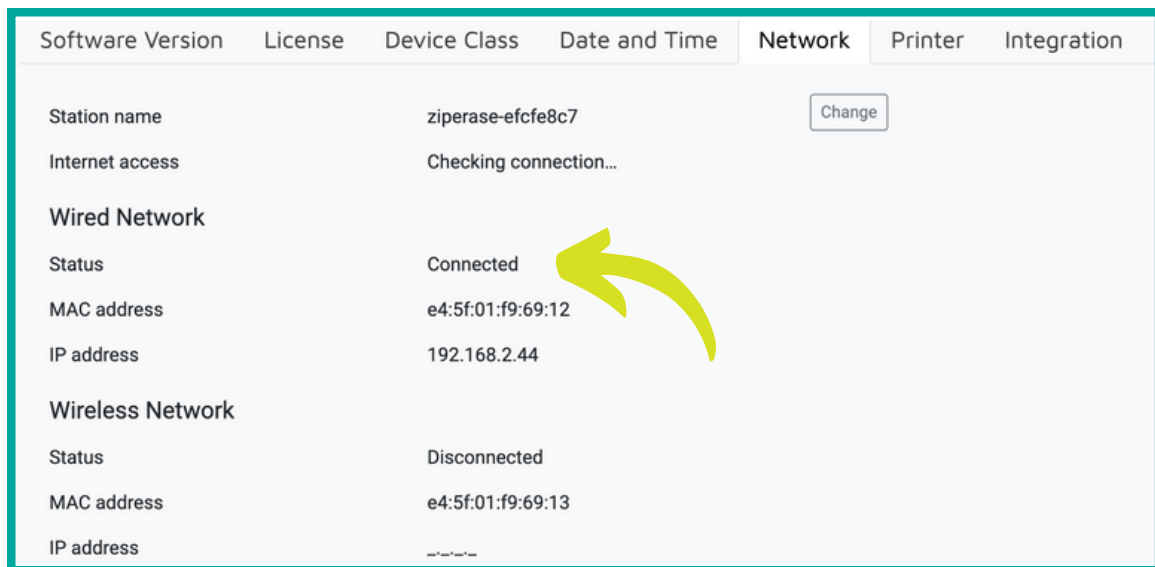 Software Version License Device Class Date and Time Network Printer Integration
Station name ziperase-efcfe8c7 Change
Internet access Checking connection...
Wired Network
Status Connected
MAC address e4:5f:01:f9:69:12
IP address 192.168.2.44
Wireless Network
Status Disconnected
MAC address e4:5f:01:f9:69:13
IP address _._._._